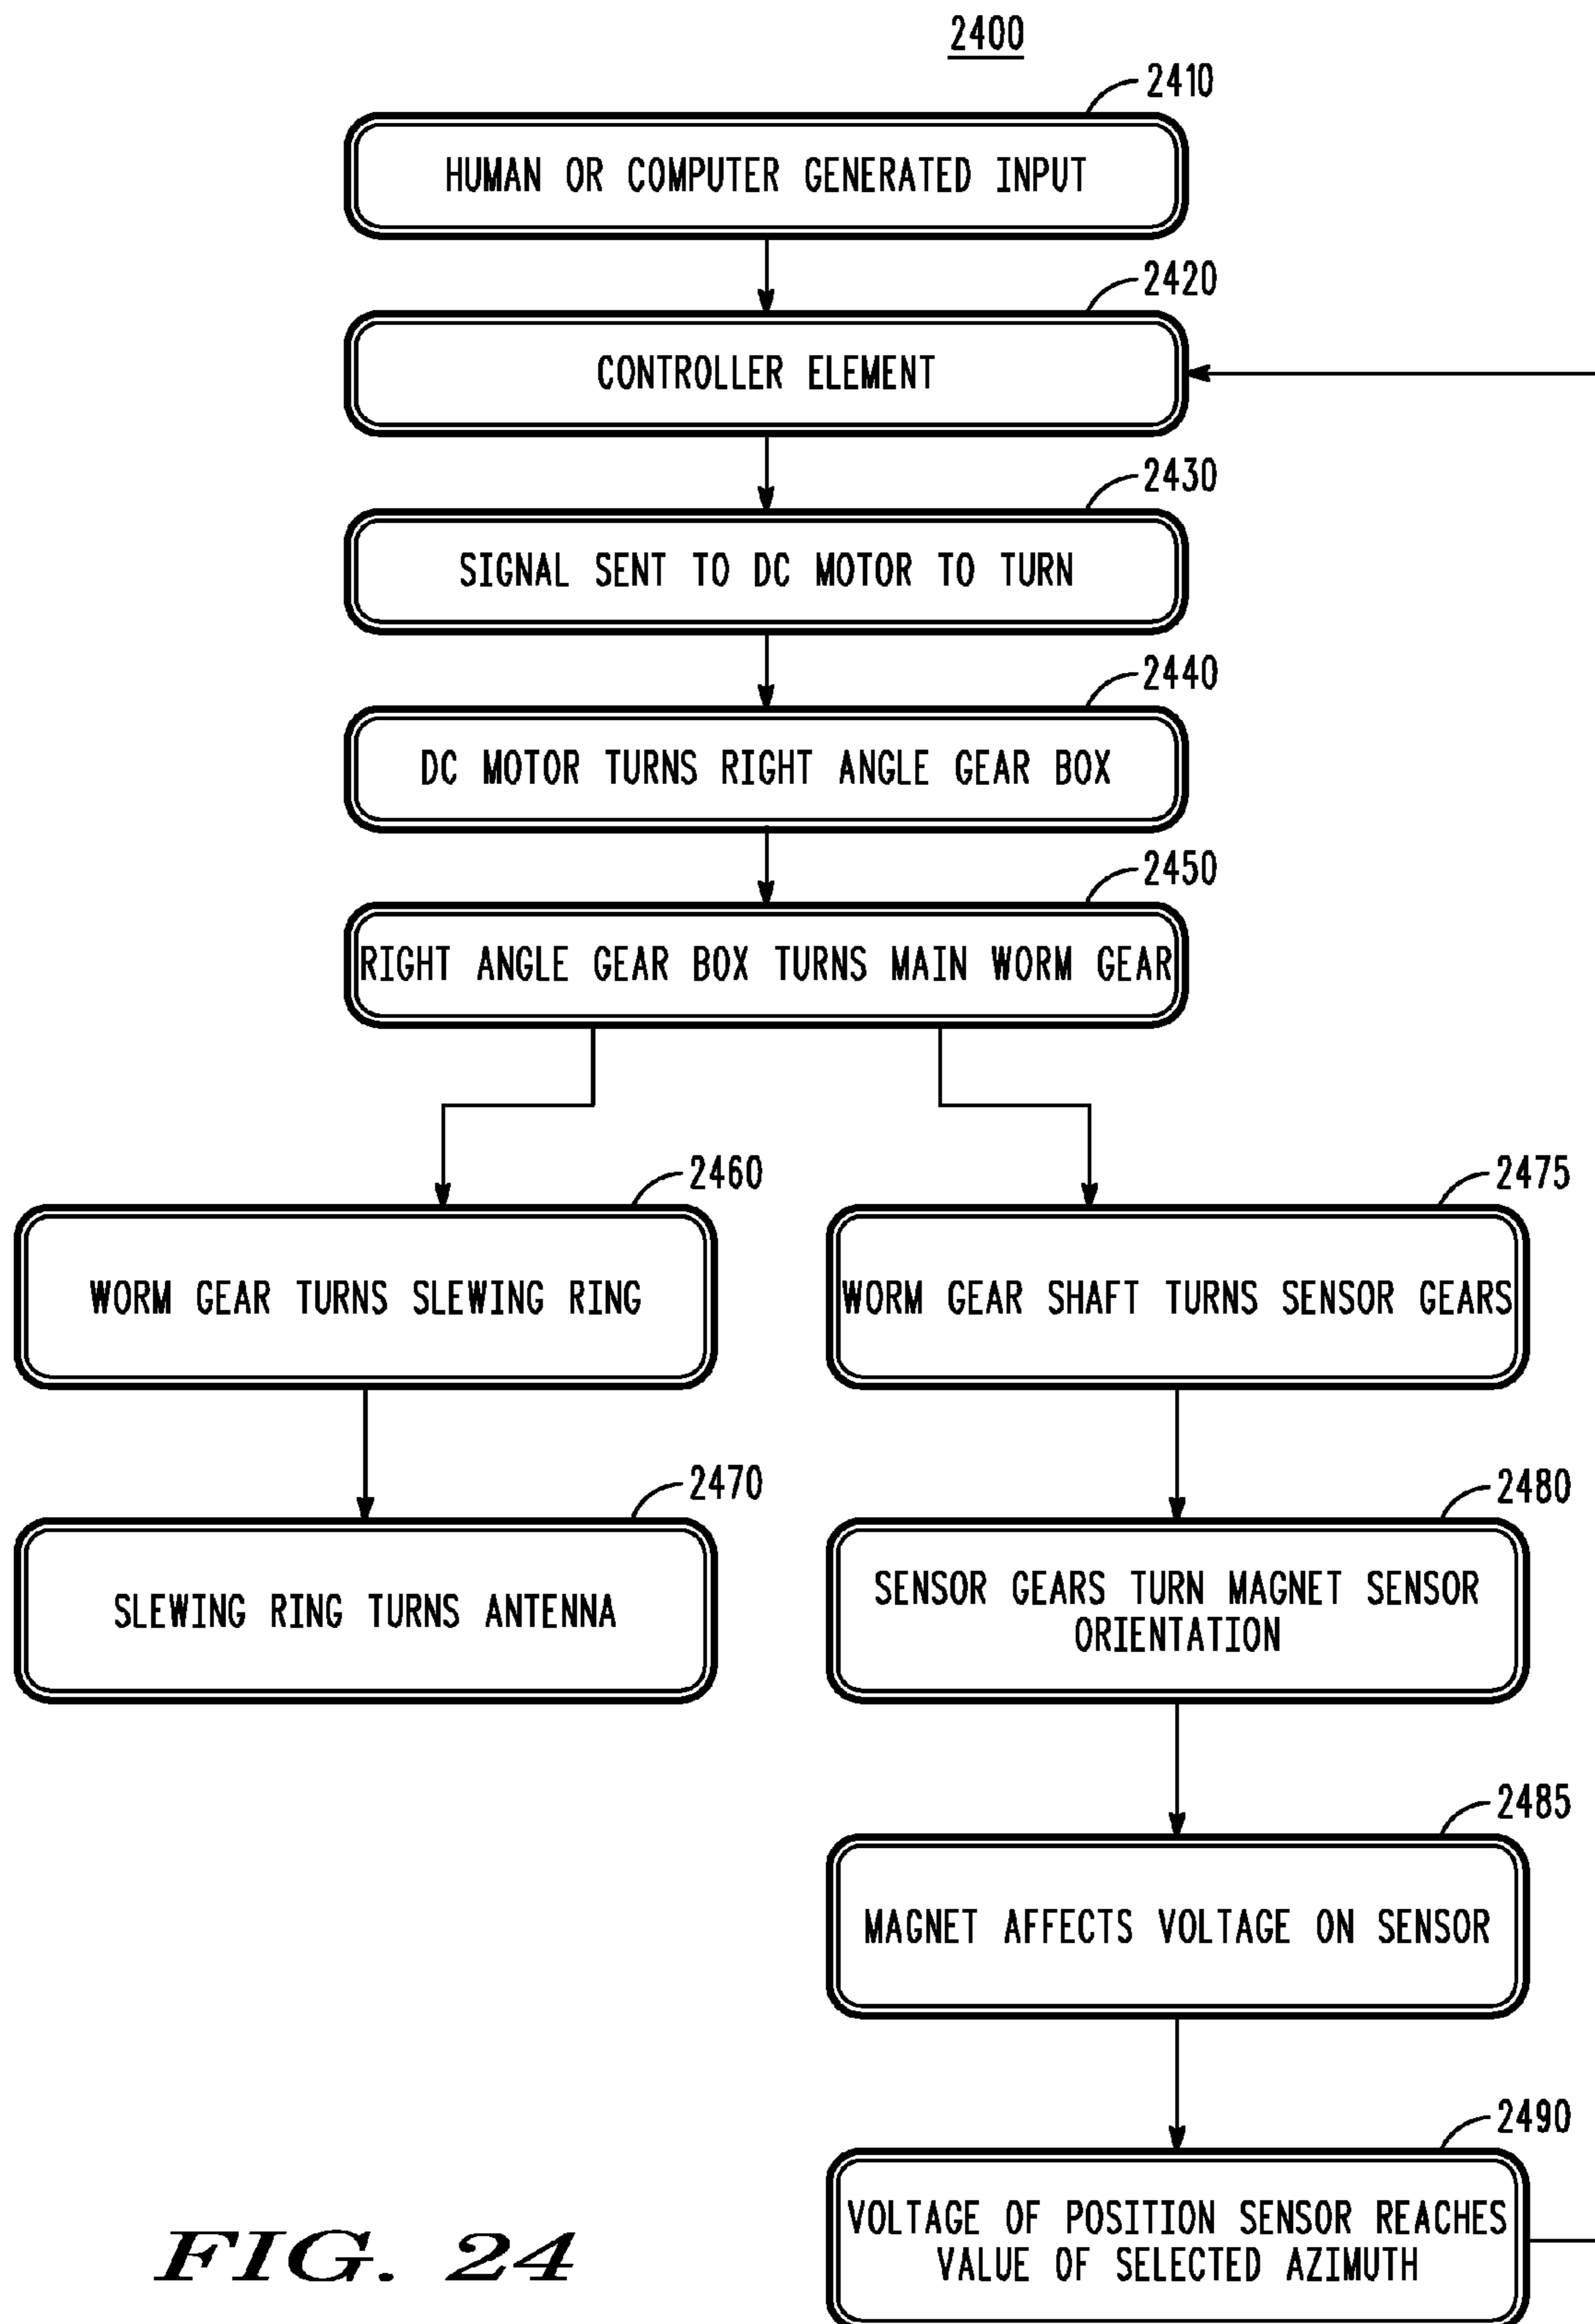 2400
2410
HUMAN OR COMPUTER GENERATED INPUT
2420
CONTROLLER ELEMENT
2430
SIGNAL SENT TO DC MOTOR TO TURN
2440
DC MOTOR TURNS RIGHT ANGLE GEAR BOX
2450
RIGHT ANGLE GEAR BOX TURNS MAIN WORM GEAR
2460
WORM GEAR TURNS SLEWING RING
2470
SLEWING RING TURNS ANTENNA
2475
WORM GEAR SHAFT TURNS SENSOR GEARS
2480
SENSOR GEARS TURN MAGNET SENSOR
ORIENTATION
2485
MAGNET AFFECTS VOLTAGE ON SENSOR
2490
VOLTAGE OF POSITION SENSOR REACHES
VALUE OF SELECTED AZIMUTH
FIG. 24